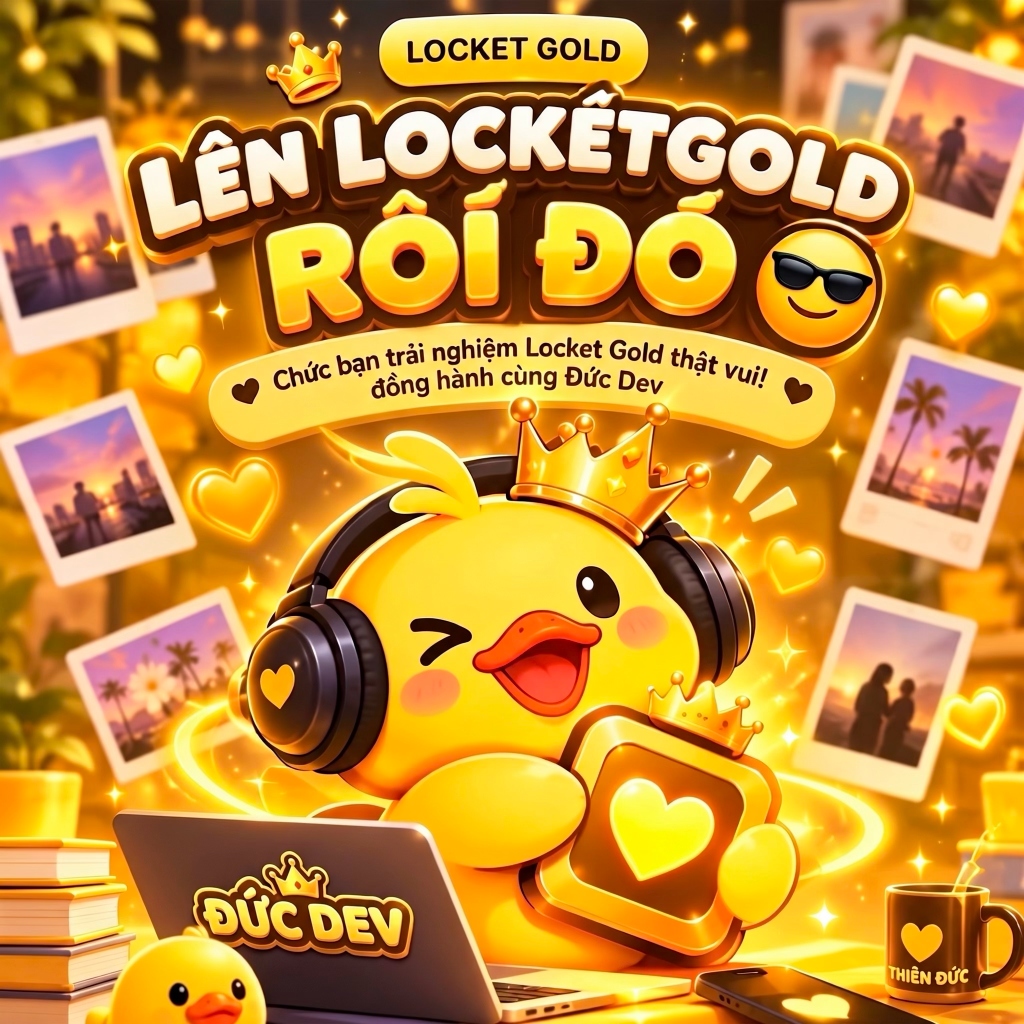 LOCKET GOLD
LÊN LOCKẾTGOLD
RÔÍ ĐÓ
Chức bạn trải nghiệm Locket Gold thật vui!
đồng hành cùng Đức Dev
ĐỨC DEV
THIÊN ĐỨC